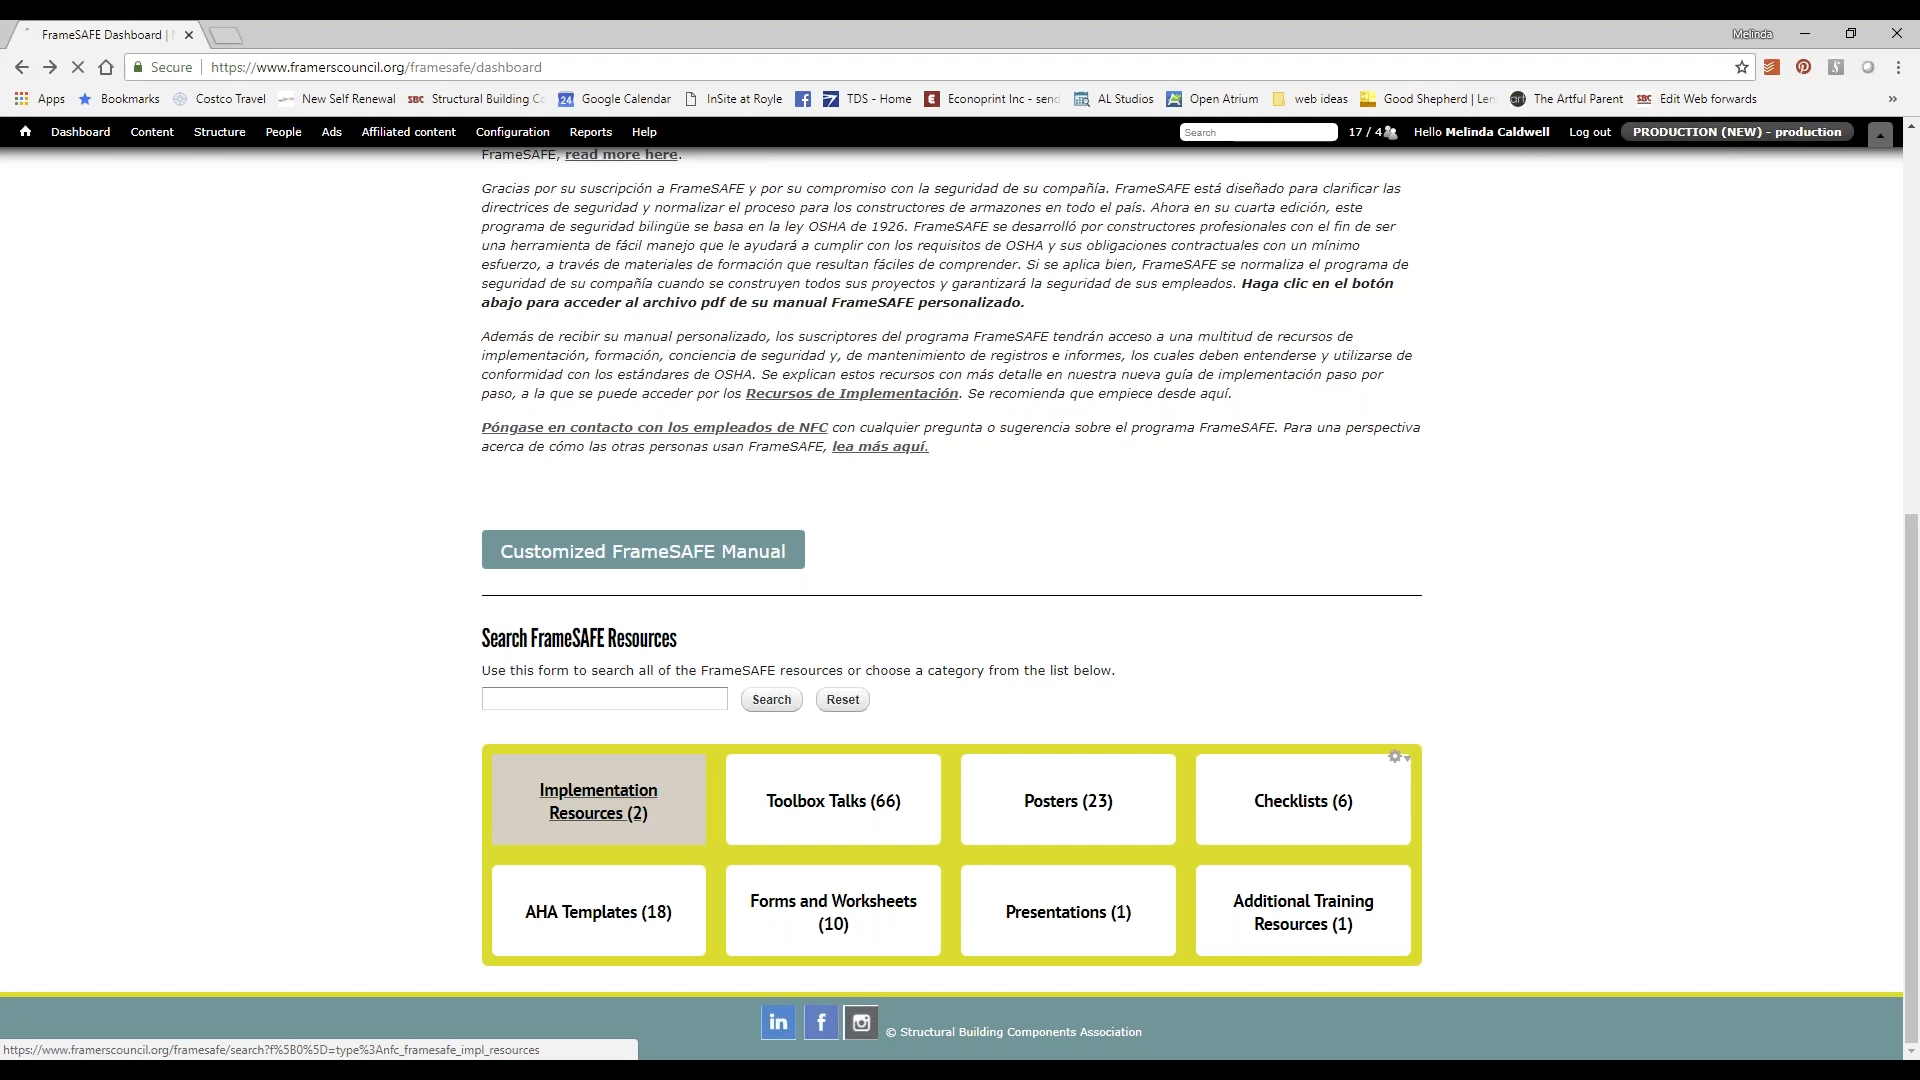 FrameSAFE Dashboard |
Melinda
Secure https://www.framerscouncil.org/framesafe/dashboard
Apps Bookmarks Costco Travel New Self Renewal SBC Structural Building Co 24 Google Calendar InSite at Royle TDS - Home Econoprint Inc - send AL Studios Open Atrium web ideas Good Shepherd | Len art The Artful Parent SBC Edit Web forwards »
Dashboard Content Structure People Ads Affiliated content Configuration Reports Help Search 17 / 4 Hello Melinda Caldwell Log out PRODUCTION (NEW) - production
FrameSAFE, read more here.
Gracias por su suscripción a FrameSAFE y por su compromiso con la seguridad de su compañía. FrameSAFE está diseñado para clarificar las
directrices de seguridad y normalizar el proceso para los constructores de armazones en todo el país. Ahora en su cuarta edición, este
programa de seguridad bilingüe se basa en la ley OSHA de 1926. FrameSAFE se desarrolló por constructores profesionales con el fin de ser
una herramienta de fácil manejo que le ayudará a cumplir con los requisitos de OSHA y sus obligaciones contractuales con un mínimo
esfuerzo, a través de materiales de formación que resultan fáciles de comprender. Si se aplica bien, FrameSAFE se normaliza el programa de
seguridad de su compañía cuando se construyen todos sus proyectos y garantizará la seguridad de sus empleados. Haga clic en el botón
abajo para acceder al archivo pdf de su manual FrameSAFE personalizado.
Además de recibir su manual personalizado, los suscriptores del programa FrameSAFE tendrán acceso a una multitud de recursos de
implementación, formación, conciencia de seguridad y, de mantenimiento de registros e informes, los cuales deben entenderse y utilizarse de
conformidad con los estándares de OSHA. Se explican estos recursos con más detalle en nuestra nueva guía de implementación paso por
paso, a la que se puede acceder por los Recursos de Implementación. Se recomienda que empiece desde aquí.
Póngase en contacto con los empleados de NFC con cualquier pregunta o sugerencia sobre el programa FrameSAFE. Para una perspectiva
acerca de cómo las otras personas usan FrameSAFE, lea más aquí.
Customized FrameSAFE Manual
Search FrameSAFE Resources
Use this form to search all of the FrameSAFE resources or choose a category from the list below.
Search Reset
Implementation
Resources (2)
Toolbox Talks (66)
Posters (23)
Checklists (6)
AHA Templates (18)
Forms and Worksheets
(10)
Presentations (1)
Additional Training
Resources (1)
in f © Structural Building Components Association
https://www.framerscouncil.org/framesafe/search?f%5B0%5D=type%3Anfc_framesafe_impl_resources